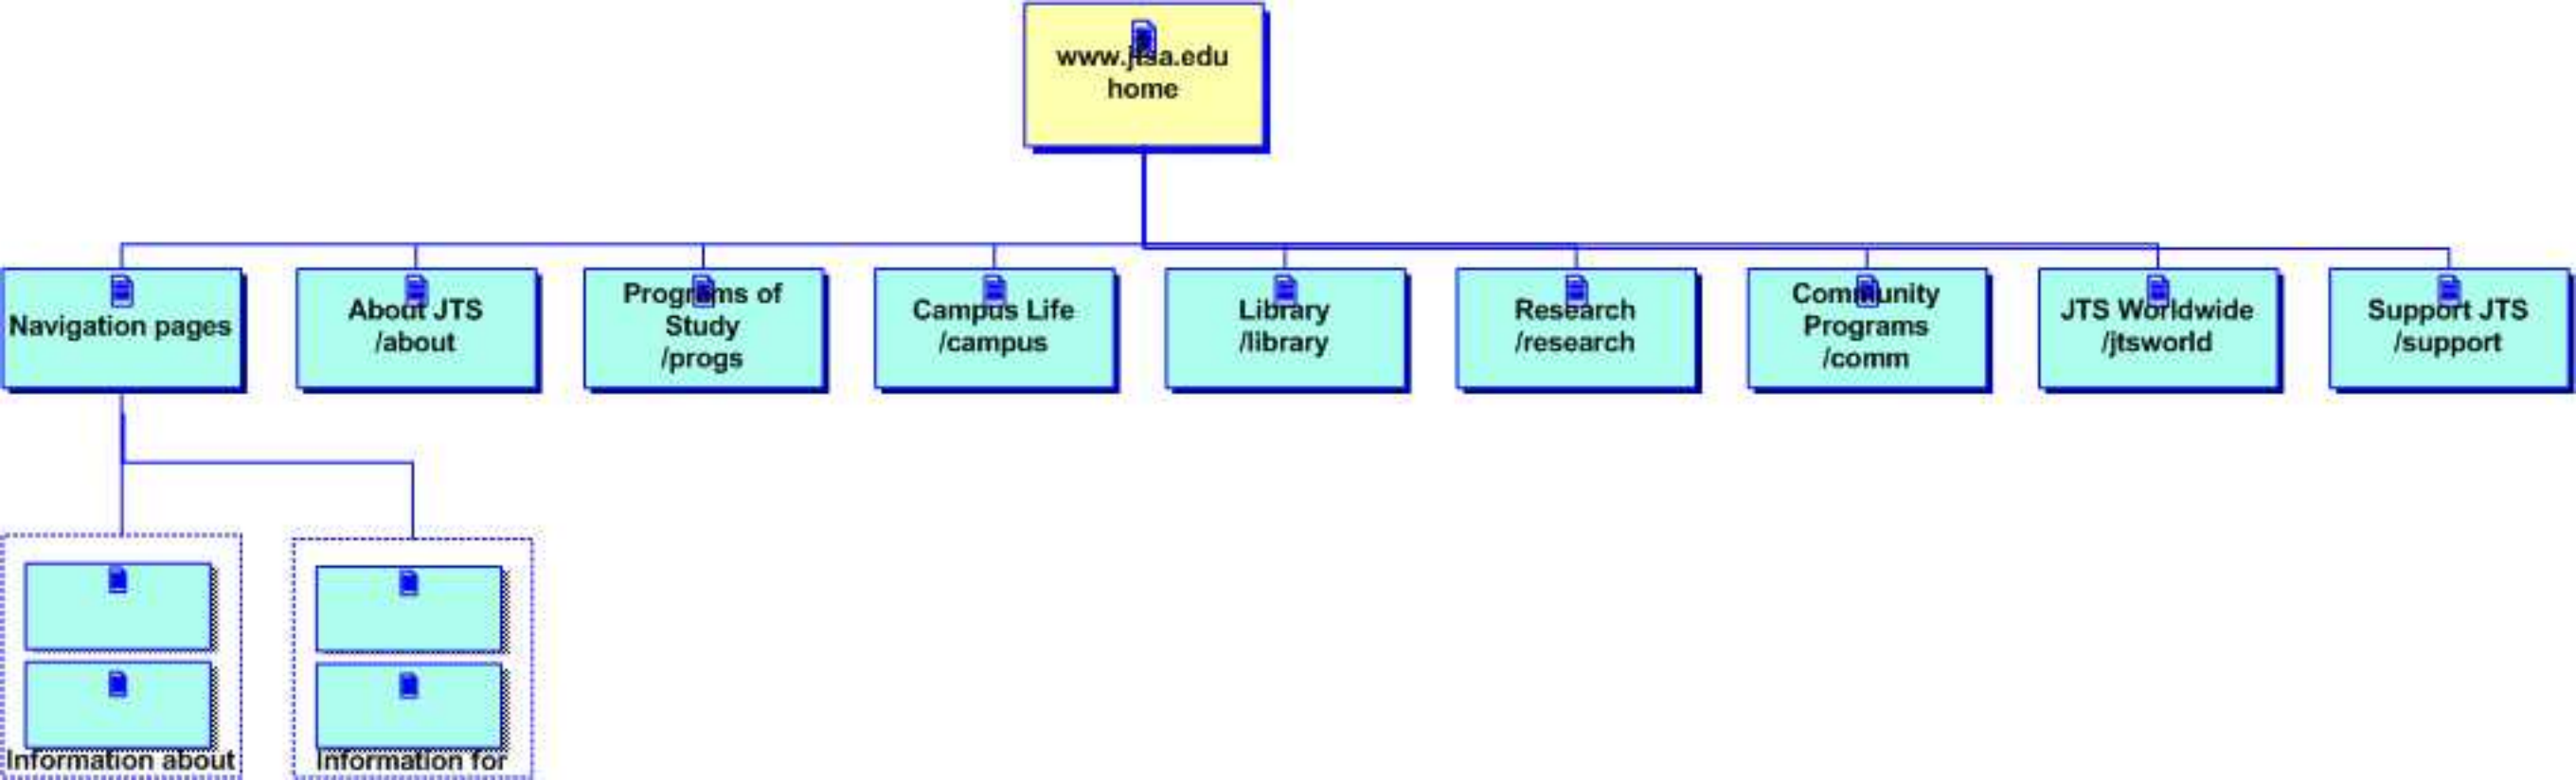 www.jtsa.edu
home
Navigation pages
About JTS
/about
Programs of
Study
/progs
Campus Life
/campus
Library
/library
Research
/research
Community
Programs
/comm
JTS Worldwide
/jtsworld
Support JTS
/support
Information about
Information for